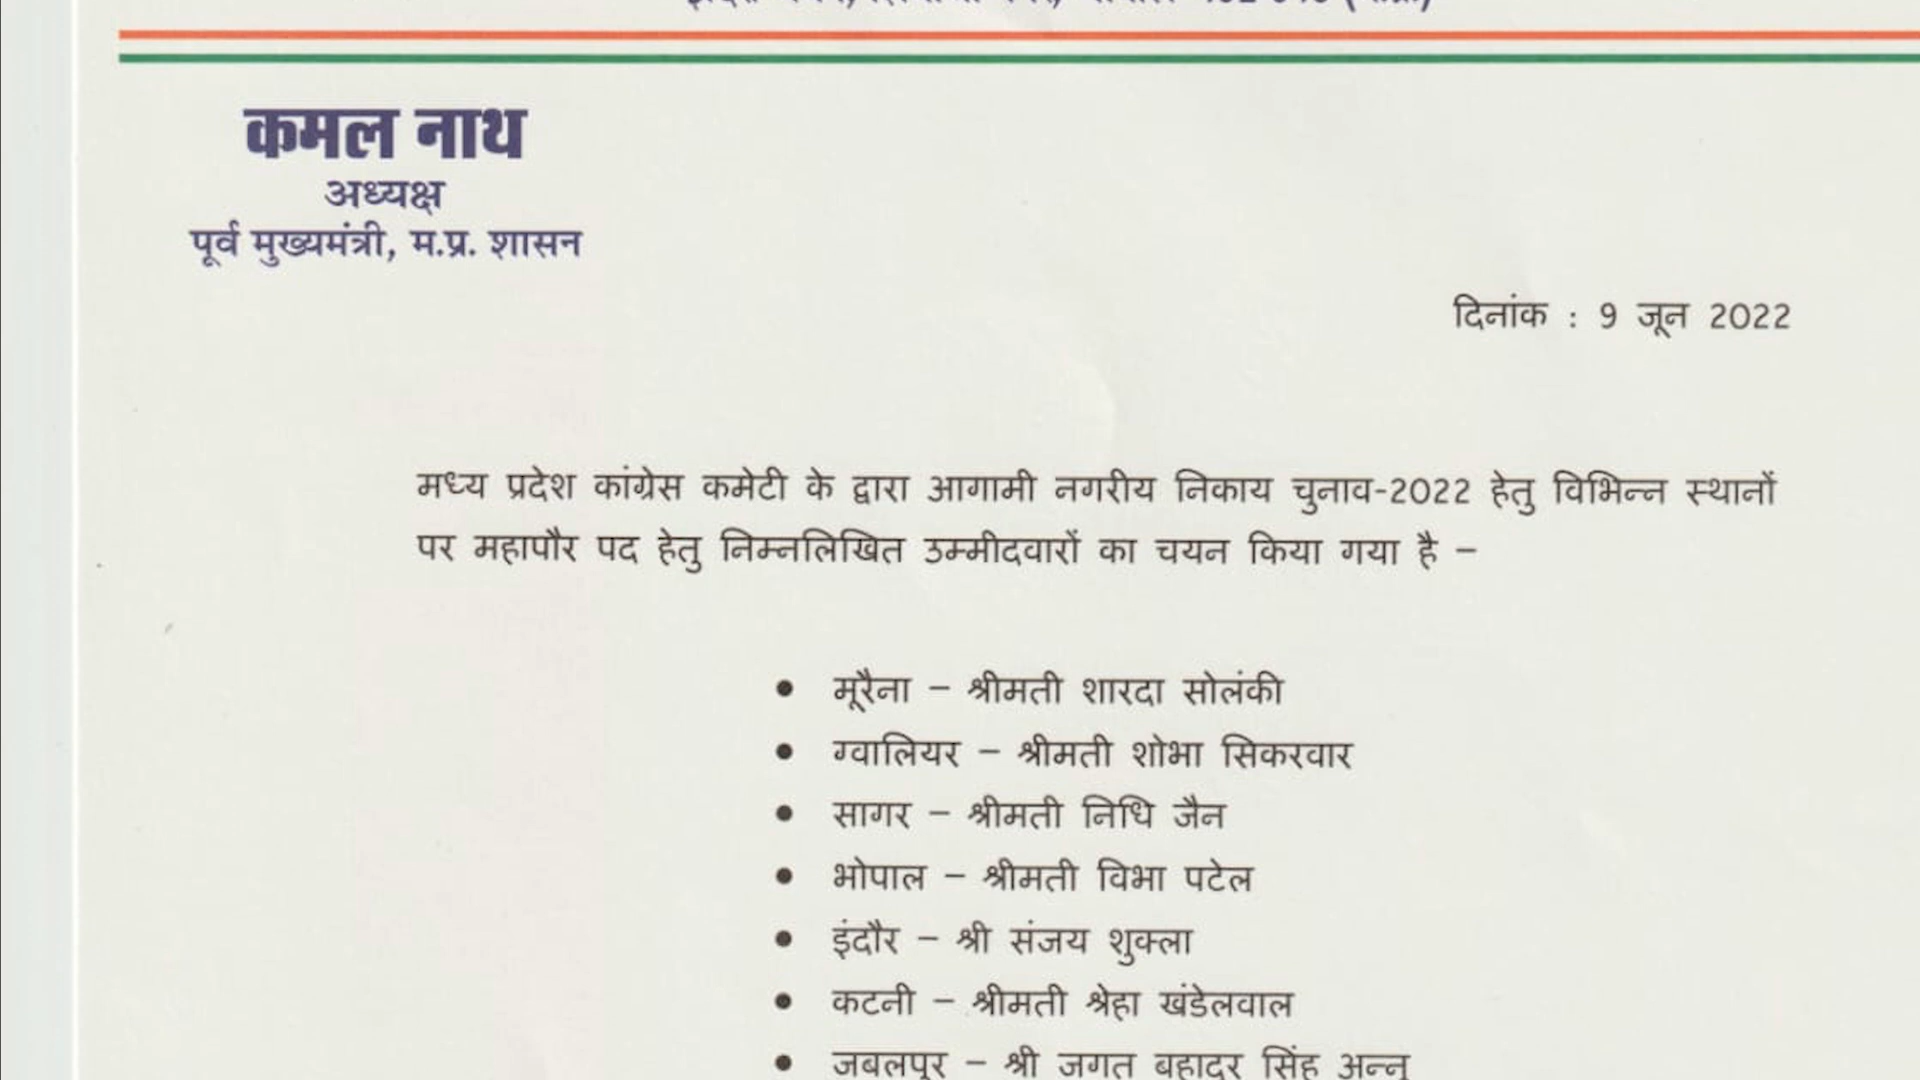 कमल नाथ
अध्यक्ष
पूर्व मुख्यमंत्री, म.प्र. शासन
दिनांक : 9 जून 2022
मध्य प्रदेश कांग्रेस कमेटी के द्वारा आगामी नगरीय निकाय चुनाव-2022 हेतु विभिन्न स्थानों
पर महापौर पद हेतु निम्नलिखित उम्मीदवारों का चयन किया गया है –
• मूरैना – श्रीमती शारदा सोलंकी
• ग्वालियर – श्रीमती शोभा सिकरवार
• सागर – श्रीमती निधि जैन
• भोपाल – श्रीमती विभा पटेल
• इंदौर – श्री संजय शुक्ला
• कटनी – श्रीमती श्रेहा खंडेलवाल
• जबलपुर – श्री जगत बहादुर सिंह अन्नू